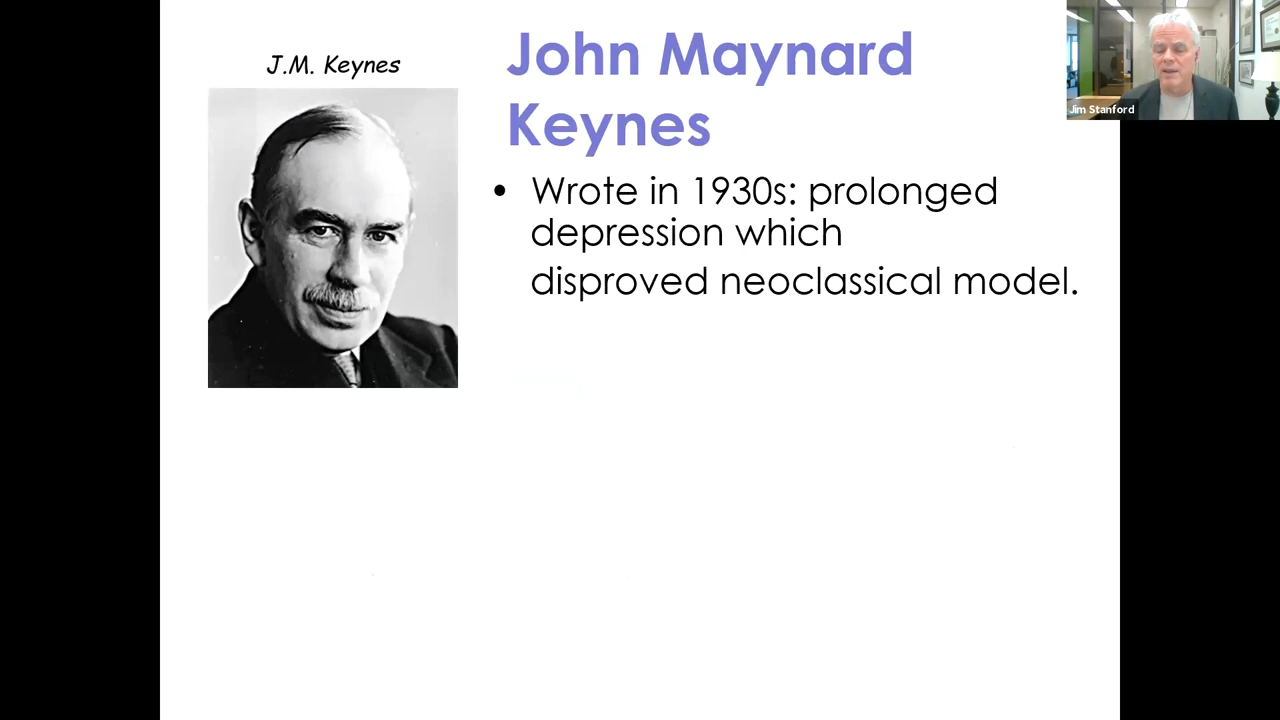 J.M. Keynes
John Maynard
Keynes
• Wrote in 1930s: prolonged
depression which
disproved neoclassical model.
Jim Stanford